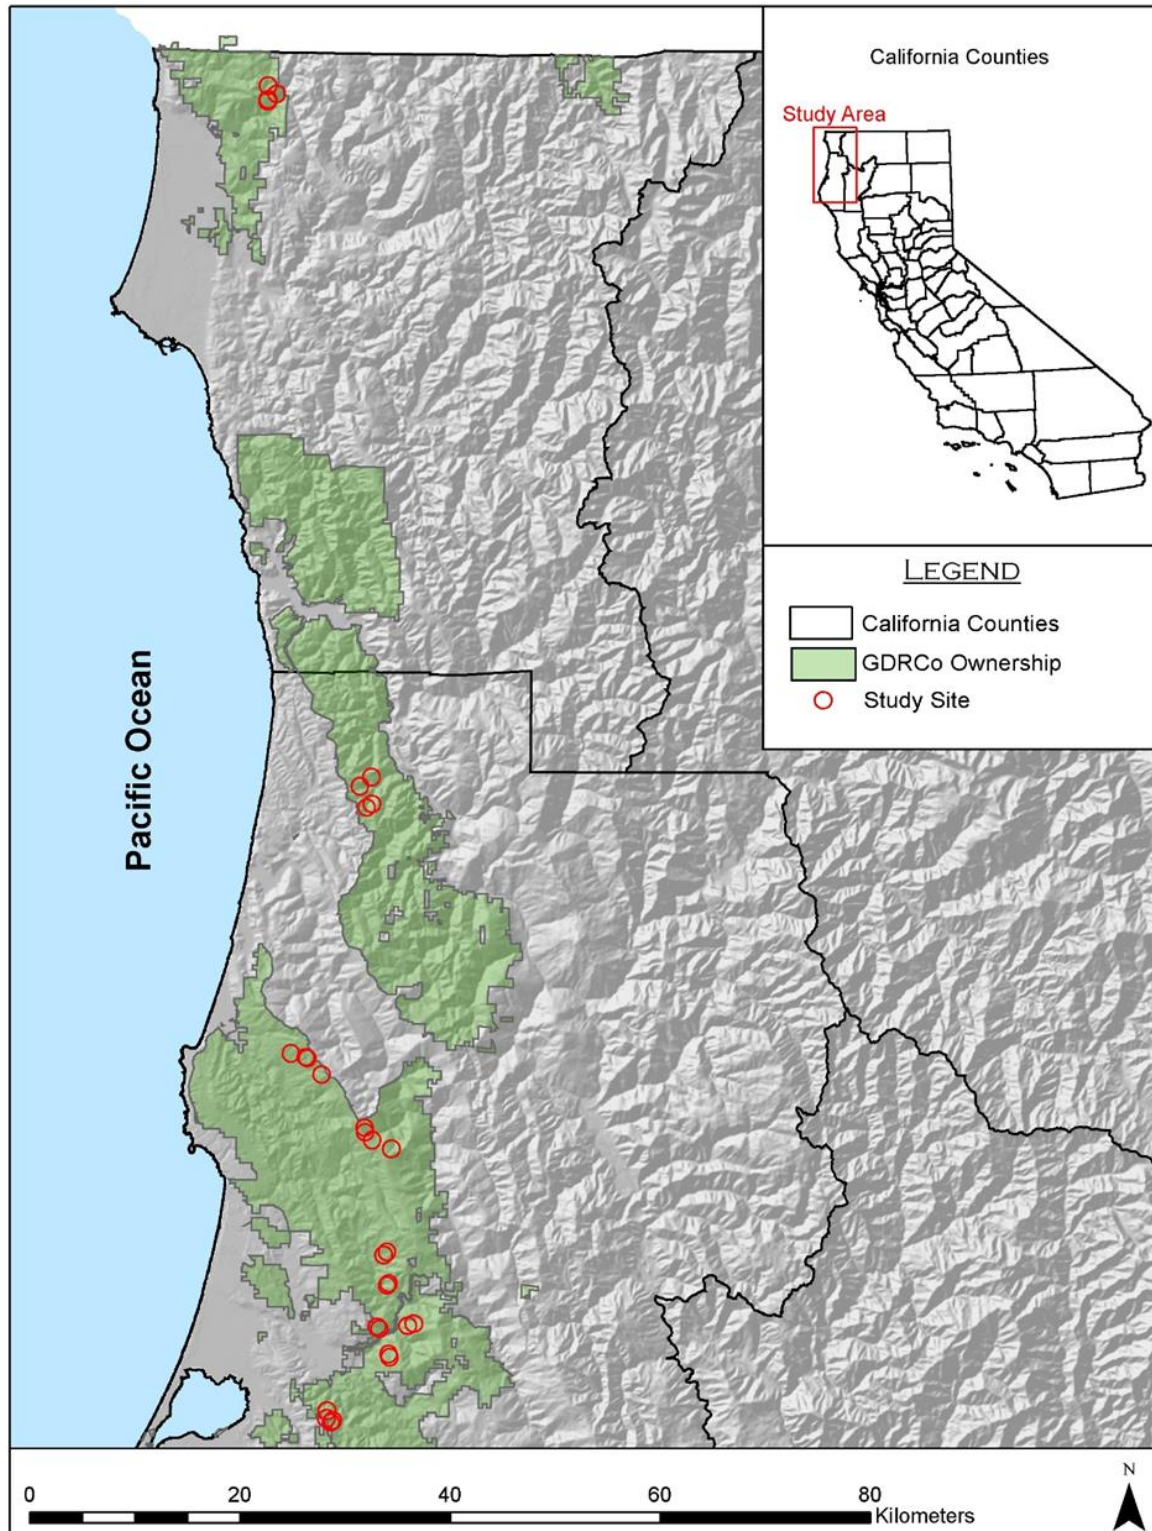 California Counties
Study Area
Pacific Ocean
LEGEND
California Counties
GDRCo Ownership
Study Site
0 20 40 60 80
Kilometers
N